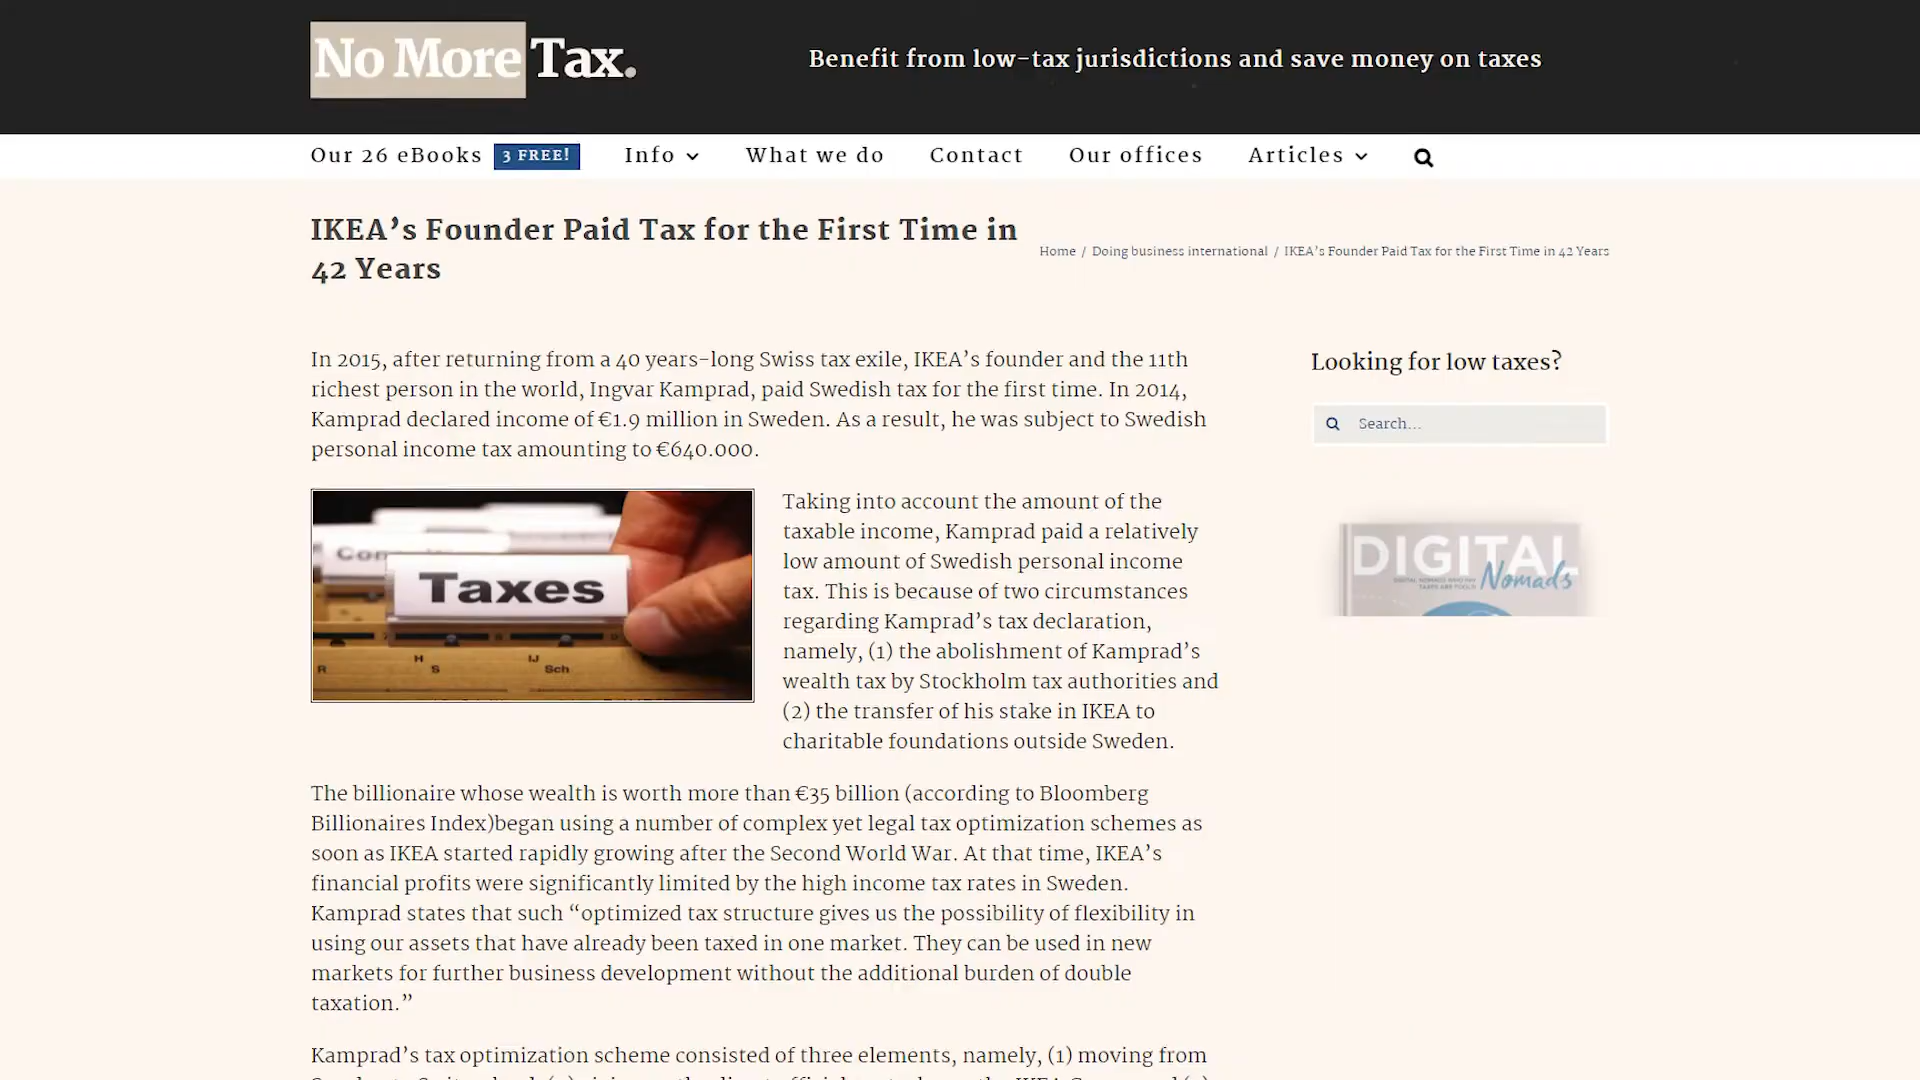 No More Tax.
Benefit from low-tax jurisdictions and save money on taxes
Our 26 eBooks 3 FREE! Info What we do Contact Our offices Articles
IKEA’s Founder Paid Tax for the First Time in
42 Years
Home / Doing business international / IKEA’s Founder Paid Tax for the First Time in 42 Years
In 2015, after returning from a 40 years-long Swiss tax exile, IKEA’s founder and the 11th
richest person in the world, Ingvar Kamprad, paid Swedish tax for the first time. In 2014,
Kamprad declared income of €1.9 million in Sweden. As a result, he was subject to Swedish
personal income tax amounting to €640.000.
Taxes
H
IJ
R
S
Sch
Taking into account the amount of the
taxable income, Kamprad paid a relatively
low amount of Swedish personal income
tax. This is because of two circumstances
regarding Kamprad’s tax declaration,
namely, (1) the abolishment of Kamprad’s
wealth tax by Stockholm tax authorities and
(2) the transfer of his stake in IKEA to
charitable foundations outside Sweden.
The billionaire whose wealth is worth more than €35 billion (according to Bloomberg
Billionaires Index)began using a number of complex yet legal tax optimization schemes as
soon as IKEA started rapidly growing after the Second World War. At that time, IKEA’s
financial profits were significantly limited by the high income tax rates in Sweden.
Kamprad states that such “optimized tax structure gives us the possibility of flexibility in
using our assets that have already been taxed in one market. They can be used in new
markets for further business development without the additional burden of double
taxation.”
Kamprad’s tax optimization scheme consisted of three elements, namely, (1) moving from
Looking for low taxes?
Search...
DIGITAL
Nomads